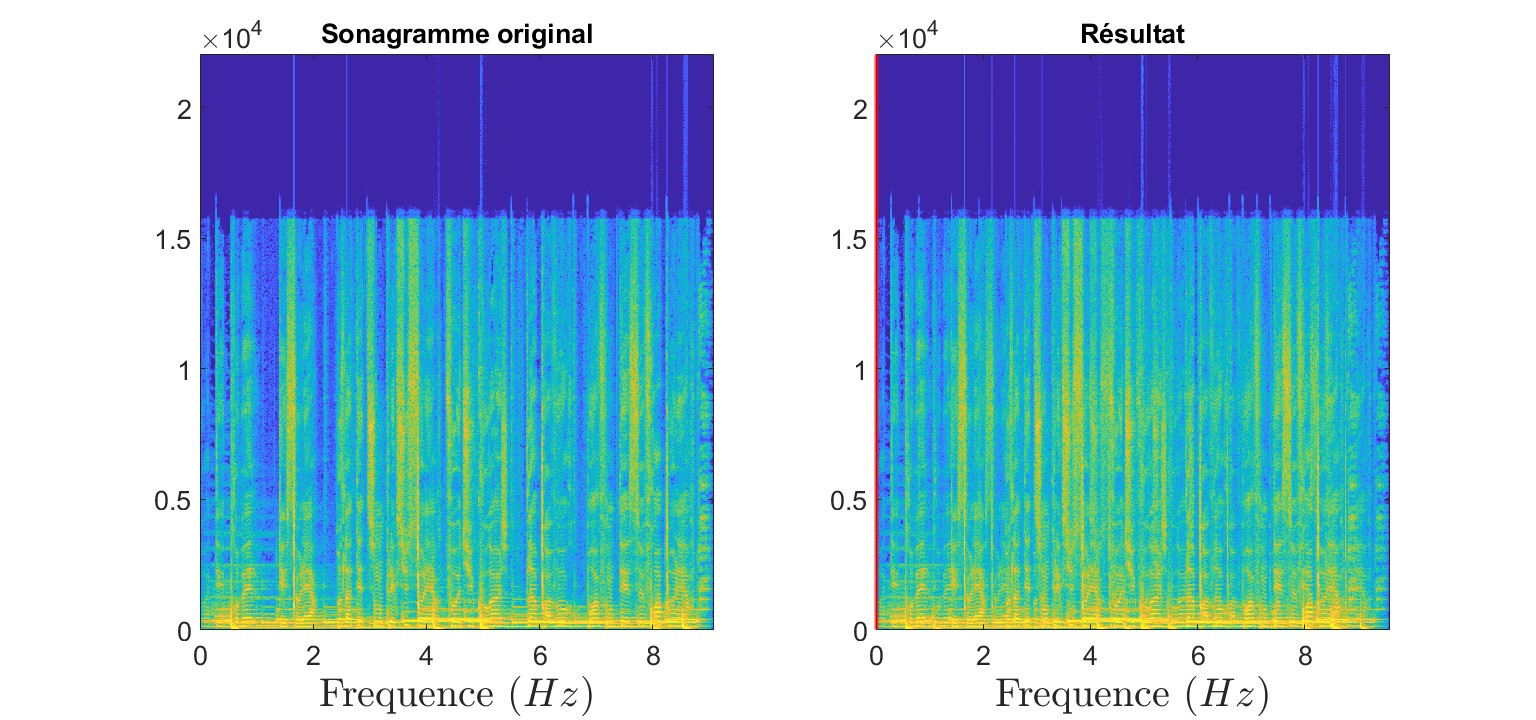 Sonagramme original
×10⁴
2
1.5
1
0.5
0
0 2 4 6 8
Frequence (Hz)
Résultat
×10⁴
2
1.5
1
0.5
0
0 2 4 6 8
Frequence (Hz)